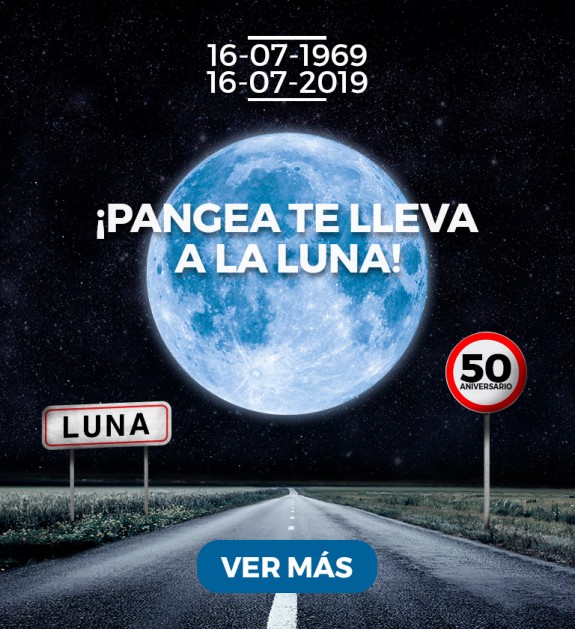 16-07-1969
16-07-2019
¡PANGEA TE LLEVA
A LA LUNA!
50
ANIVERSARIO
LUNA
VER MÁS